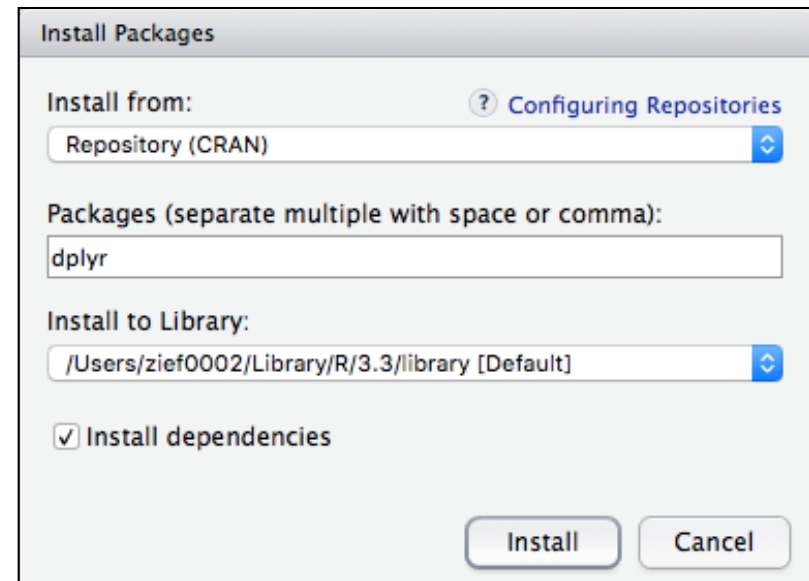 Install Packages
Install from:
? Configuring Repositories
Repository (CRAN)
Packages (separate multiple with space or comma):
dplyr
Install to Library:
/Users/zief0002/Library/R/3.3/library [Default]
Install dependencies
Install Cancel